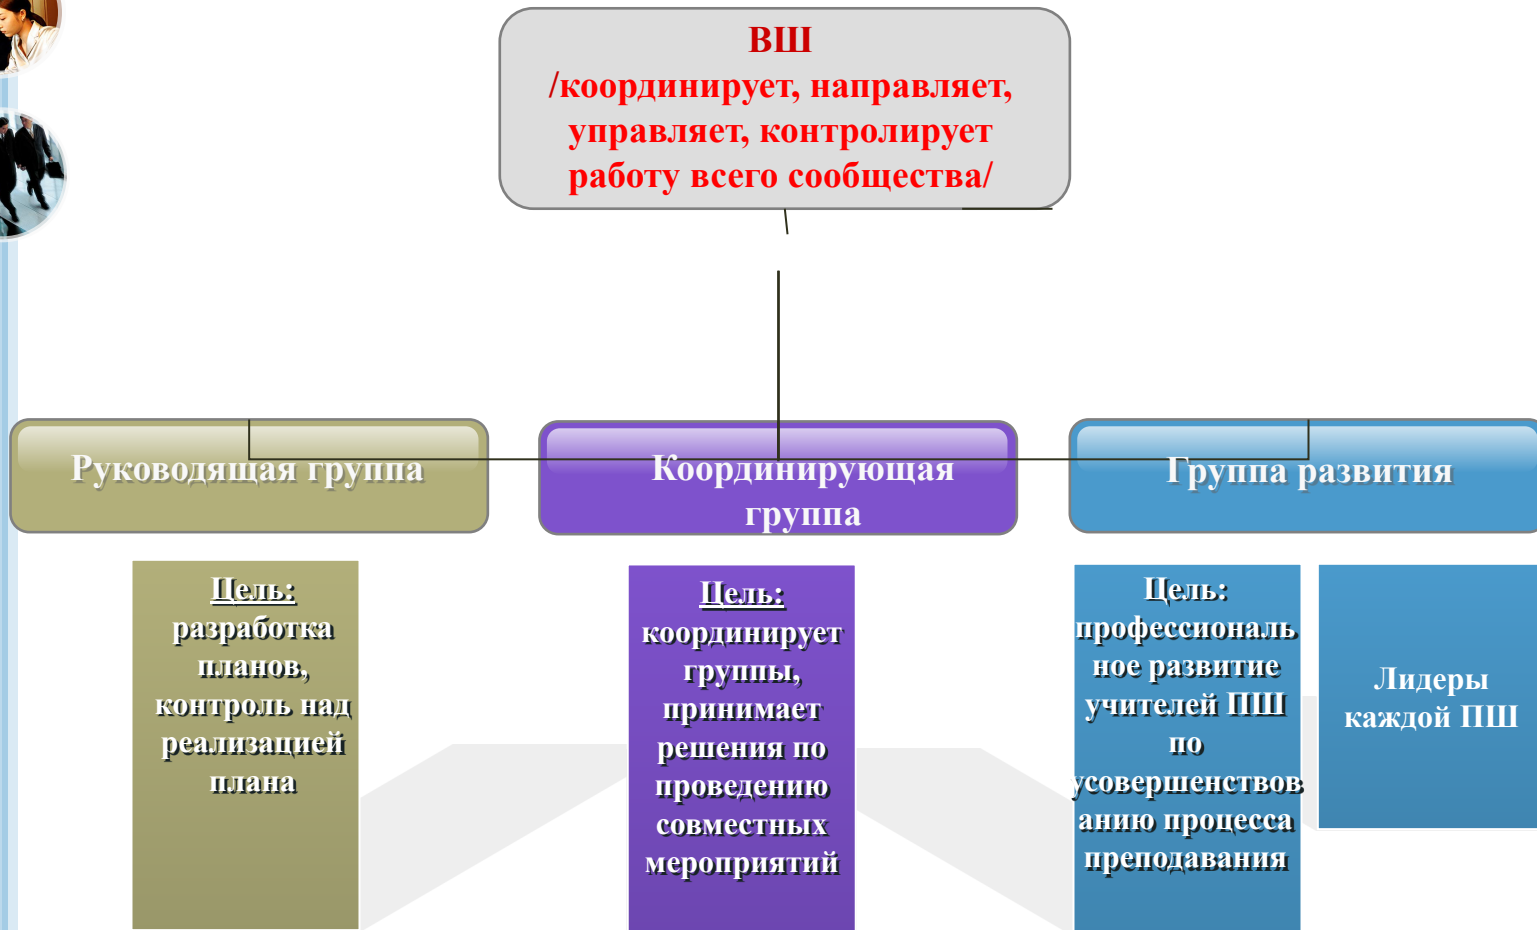 ВШ
/координирует, направляет,
управляет, контролирует
работу всего сообщества/
Руководящая группа
Координирующая
группа
Группа развития
Цель:
разработка
планов,
контроль над
реализацией
плана
Цель:
координирует
группы,
принимает
решения по
проведению
совместных
мероприятий
Цель:
профессиональ
ное развитие
учителей ПШ
по
усовершенствов
анию процесса
преподавания
Лидеры
каждой ПШ